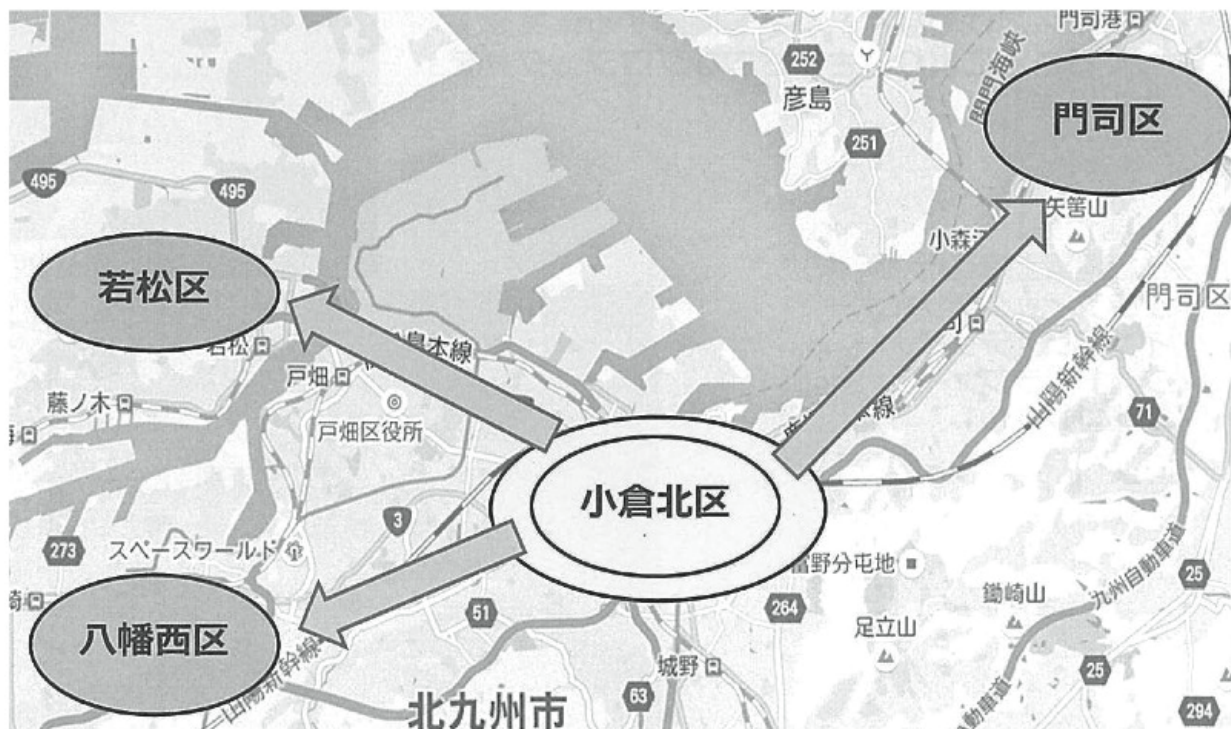 門司港
252
彦島
関門海峡
門司区
251
495
495
矢筈山
若松区
門司区
若松
本線
戸畑
藤ノ木
戸畑区役所
山陽新幹線
71
小倉北区
3
273
スペースワールド
富野分屯地
九州自動車道
25
51
264
鋤崎山
足立山
八幡西区
山陽新幹線
城野
25
63
北九州市
294